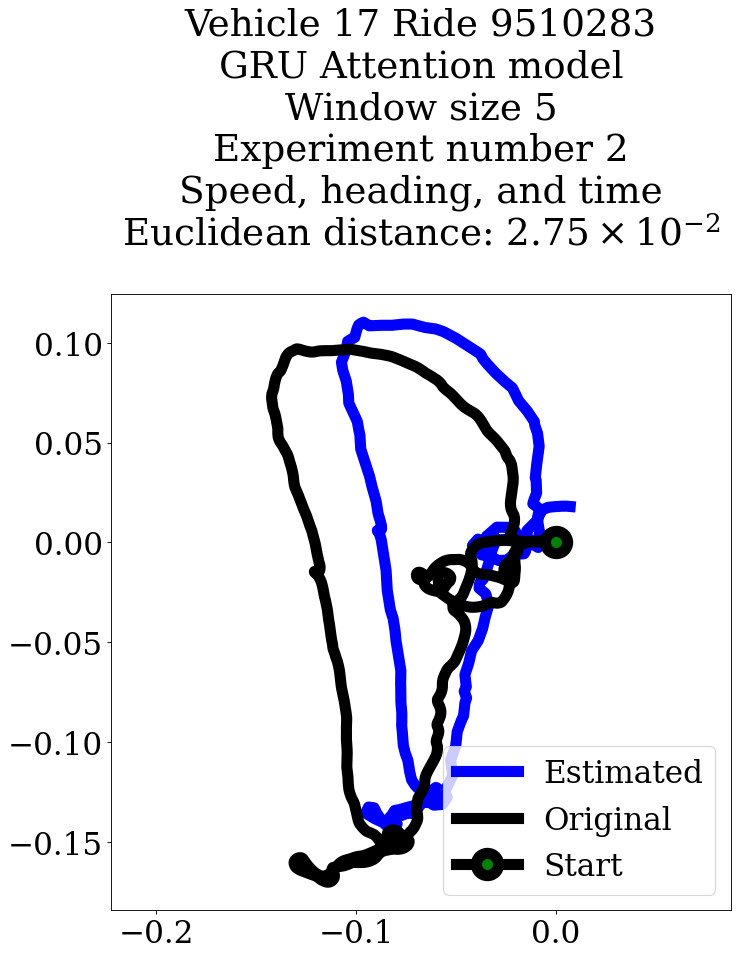 Vehicle 17 Ride 9510283
GRU Attention model
Window size 5
Experiment number 2
Speed, heading, and time
Euclidean distance: 2.75 × 10⁻²
0.10
0.05
0.00
−0.05
−0.10
−0.15
Estimated
Original
Start
−0.2
−0.1
0.0